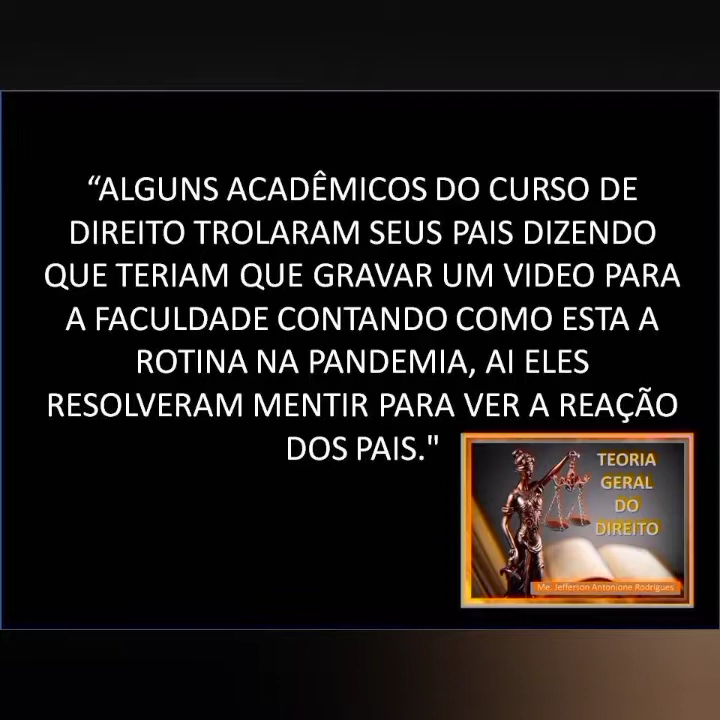 “ALGUNS ACADÊMICOS DO CURSO DE
DIREITO TROLARAM SEUS PAIS DIZENDO
QUE TERIAM QUE GRAVAR UM VIDEO PARA
A FACULDADE CONTANDO COMO ESTA A
ROTINA NA PANDEMIA, AI ELES
RESOLVERAM MENTIR PARA VER A REAÇÃO
DOS PAIS."
TEORIA
GERAL
DO
DIREITO
Me. Jefferson Antonione Rodrigues